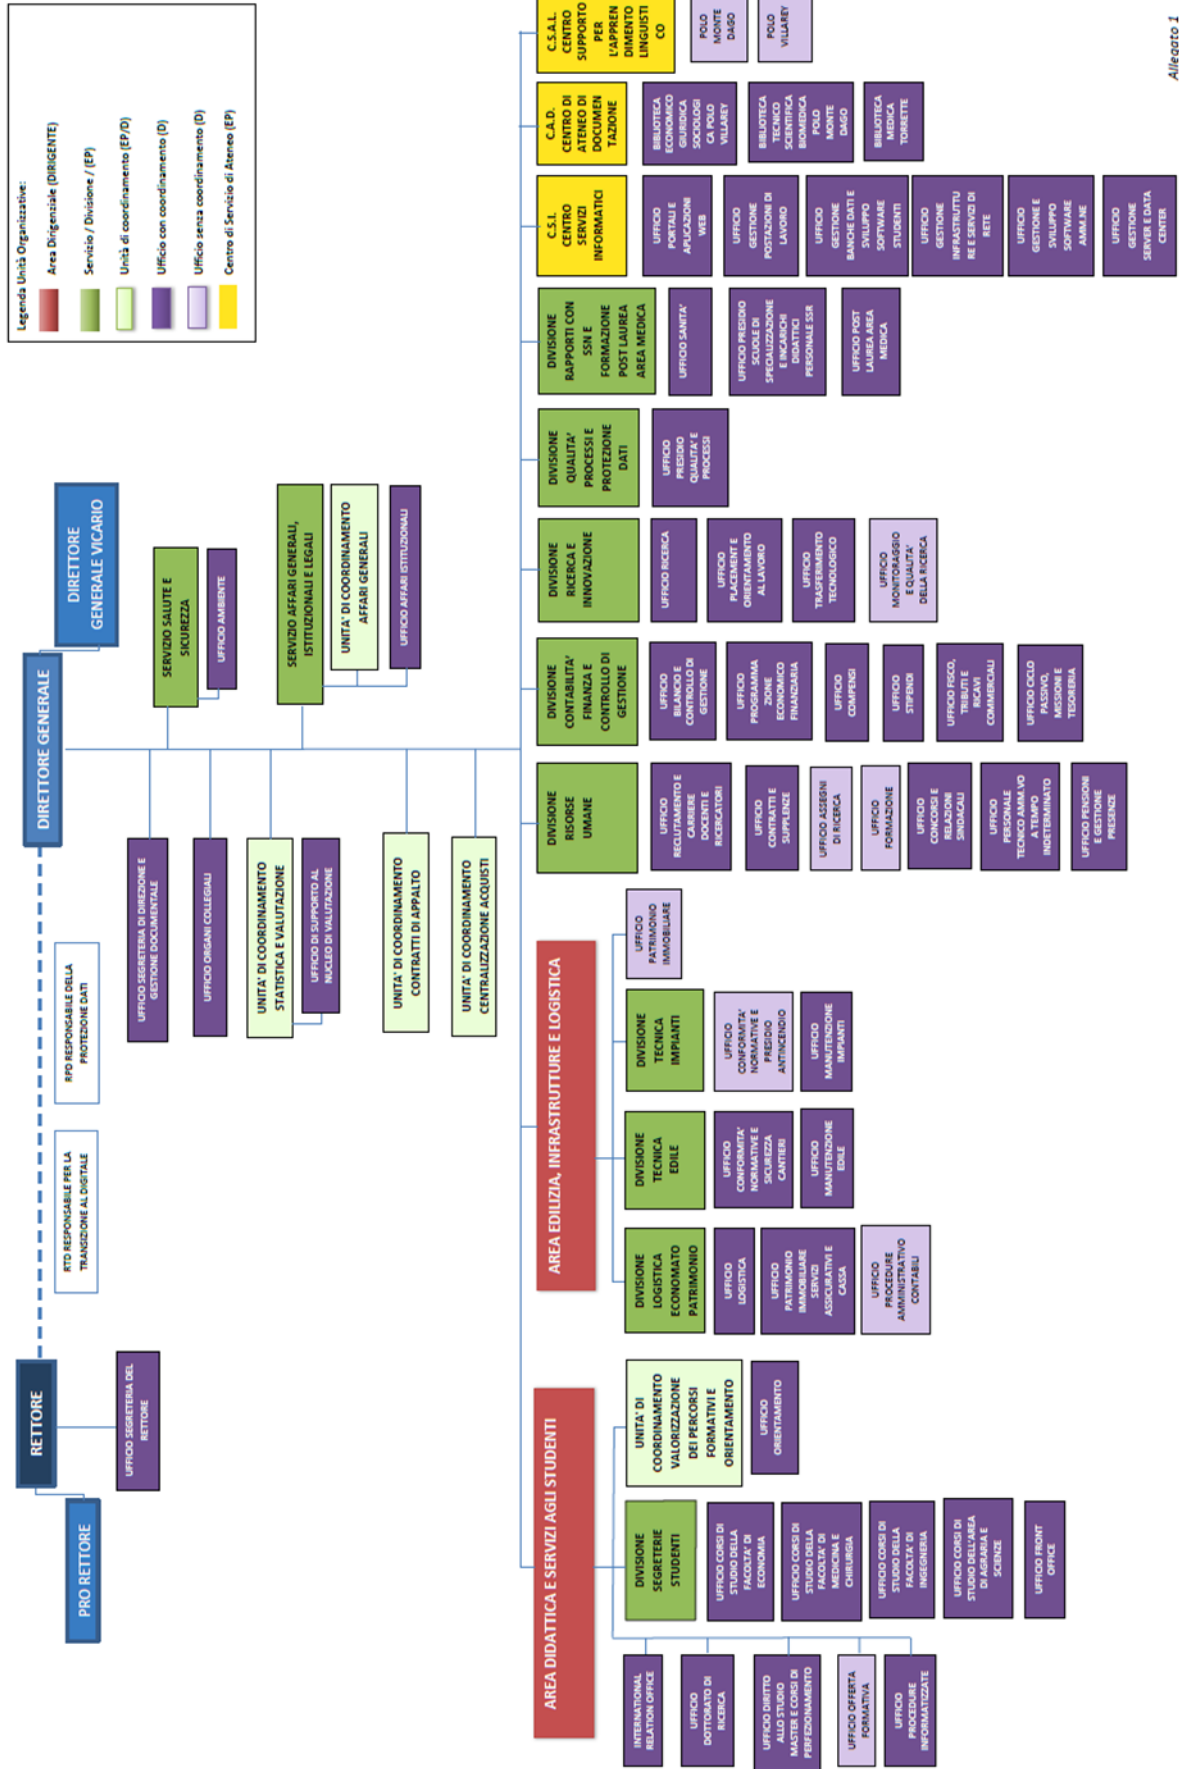 Legenda Unità Organizzative:
Area Dirigenziale (DIRIGENTE)
Servizio / Divisione / (EP)
Unità di coordinamento (EP/D)
Ufficio con coordinamento (D)
Ufficio senza coordinamento (D)
Centro di Servizio di Ateneo (EP)
RETTORE
PRO RETTORE
UFFICIO SEGRETERIA DEL
RETTORE
RTD RESPONSABILE PER LA
TRANSIZIONE AL DIGITALE
RPD RESPONSABILE DELLA
PROTEZIONE DATI
DIRETTORE GENERALE
DIRETTORE
GENERALE VICARIO
UFFICIO SEGRETERIA DI DIREZIONE E
GESTIONE DOCUMENTALE
UFFICIO ORGANI COLLEGIALI
UNITA' DI COORDINAMENTO
STATISTICA E VALUTAZIONE
UFFICIO DI SUPPORTO AL
NUCLEO DI VALUTAZIONE
UNITA' DI COORDINAMENTO
CONTRATTI DI APPALTO
UNITA' DI COORDINAMENTO
CENTRALIZZAZIONE ACQUISTI
SERVIZIO SALUTE E
SICUREZZA
UFFICIO AMBIENTE
SERVIZIO AFFARI GENERALI,
ISTITUZIONALI E LEGALI
UNITA' DI COORDINAMENTO
AFFARI GENERALI
UFFICIO AFFARI ISTITUZIONALI
AREA DIDATTICA E SERVIZI AGLI STUDENTI
INTERNATIONAL
RELATION OFFICE
UFFICIO
DOTTORATO DI
RICERCA
UFFICIO DIRITTO
ALLO STUDIO
MASTER E CORSI DI
PERFEZIONAMENTO
UFFICIO OFFERTA
FORMATIVA
UFFICIO
PROCEDURE
INFORMATIZZATE
DIVISIONE
SEGRETERIE
STUDENTI
UFFICIO CORSI DI
STUDIO DELLA
FACOLTA' DI
ECONOMIA
UFFICIO CORSI DI
STUDIO DELLA
FACOLTA' DI
MEDICINA E
CHIRURGIA
UFFICIO CORSI DI
STUDIO DELLA
FACOLTA' DI
INGEGNERIA
UFFICIO CORSI DI
STUDIO DELL'AREA
DI AGRARIA E
SCIENZE
UFFICIO FRONT
OFFICE
UNITA' DI
COORDINAMENTO
VALORIZZAZIONE
DEI PERCORSI
FORMATIVI E
ORIENTAMENTO
UFFICIO
ORIENTAMENTO
AREA EDILIZIA, INFRASTRUTTURE E LOGISTICA
DIVISIONE
LOGISTICA
ECONOMATO
PATRIMONIO
UFFICIO
LOGISTICA
UFFICIO
PATRIMONIO
IMMOBILIARE
SERVIZI
ASSICURATIVI E
CASSA
UFFICIO
PROCEDURE
AMMINISTRATIVO
CONTABILI
DIVISIONE
TECNICA
EDILE
UFFICIO
CONFORMITA'
NORMATIVE E
SICUREZZA
CANTIERI
UFFICIO
MANUTENZIONE
EDILE
DIVISIONE
TECNICA
IMPIANTI
UFFICIO
CONFORMITA'
NORMATIVE E
PRESIDIO
ANTINCENDIO
UFFICIO
MANUTENZIONE
IMPIANTI
UFFICIO
PATRIMONIO
IMMOBILIARE
DIVISIONE
RISORSE
UMANE
UFFICIO
RECLUTAMENTO E
CARRIERE
DOCENTI E
RICERCATORI
UFFICIO
CONTRATTI E
SUPPLENZE
UFFICIO ASSEGNI
DI RICERCA
UFFICIO
FORMAZIONE
UFFICIO
CONCORSI E
RELAZIONI
SINDACALI
UFFICIO
PERSONALE
TECNICO AMM.VO
A TEMPO
INDETERMINATO
UFFICIO PENSIONI
E GESTIONE
PRESENZE
DIVISIONE
CONTABILITA'
FINANZA E
CONTROLLO DI
GESTIONE
UFFICIO
BILANCIO E
CONTROLLO DI
GESTIONE
UFFICIO
PROGRAMMA
ZIONE
ECONOMICO
FINANZIARIA
UFFICIO
COMPENSI
UFFICIO
STIPENDI
UFFICIO FISCO,
TRIBUTI E
RICAVI
COMMERCIALI
UFFICIO CICLO
PASSIVO,
MISSIONE E
TESORERIA
DIVISIONE
RICERCA E
INNOVAZIONE
UFFICIO RICERCA
UFFICIO
PLACEMENT E
ORIENTAMENTO
AL LAVORO
UFFICIO
TRASFERIMENTO
TECNOLOGICO
UFFICIO
MONITORAGGIO
E QUALITA'
DELLA RICERCA
DIVISIONE
QUALITA'
PROCESSI E
PROTEZIONE
DATI
UFFICIO
PRESIDIO
QUALITA' E
PROCESSI
DIVISIONE
RAPPORTI CON
SSN E
FORMAZIONE
POST LAUREA
AREA MEDICA
UFFICIO SANITA'
UFFICIO PRESIDIO
SCUOLE DI
SPECIALIZZAZIONE
E INCARICHI
DIDATTICI
PERSONALE SSR
UFFICIO POST
LAUREA AREA
MEDICA
C.S.I.
CENTRO
SERVIZI
INFORMATICI
UFFICIO
PORTALI E
APLICAZIONI
WEB
UFFICIO
GESTIONE
POSTAZIONI DI
LAVORO
UFFICIO
GESTIONE
BANCHE DATI E
SVILUPPO
SOFTWARE
STUDENTI
UFFICIO
GESTIONE
INFRASTRUTTU
RE E SERVIZI DI
RETE
UFFICIO
GESTIONE E
SVILUPPO
SOFTWARE
AMM.NE
UFFICIO
GESTIONE
SERVER E DATA
CENTER
C.A.D.
CENTRO DI
ATENEO DI
DOCUMEN
TAZIONE
BIBLIOTECA
ECONOMICO
GIURIDICA
SOCIOLOGI
CA POLO
VILLAREY
BIBLIOTECA
TECNICO
SCIENTIFICA
BIOMEDICA
POLO
MONTE
DAGO
BIBLIOTECA
MEDICA
TORRETTE
C.S.A.L.
CENTRO
SUPPORTO
PER
L'APPREN
DIMENTO
LINGUISTI
CO
POLO
MONTE
DAGO
POLO
VILLAREY
Allegato 1